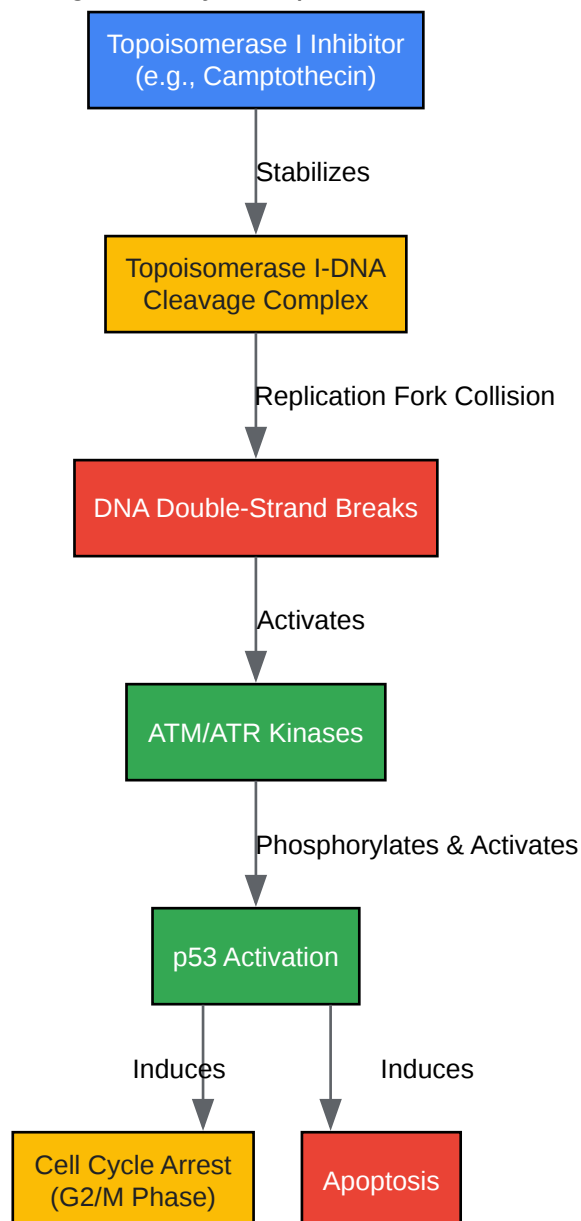 Topoisomerase I Inhibitor
(e.g., Camptothecin)
Stabilizes
Topoisomerase I-DNA
Cleavage Complex
Replication Fork Collision
DNA Double-Strand Breaks
Activates
ATM/ATR Kinases
Phosphorylates & Activates
p53 Activation
Induces
Induces
Cell Cycle Arrest
(G2/M Phase)
Apoptosis